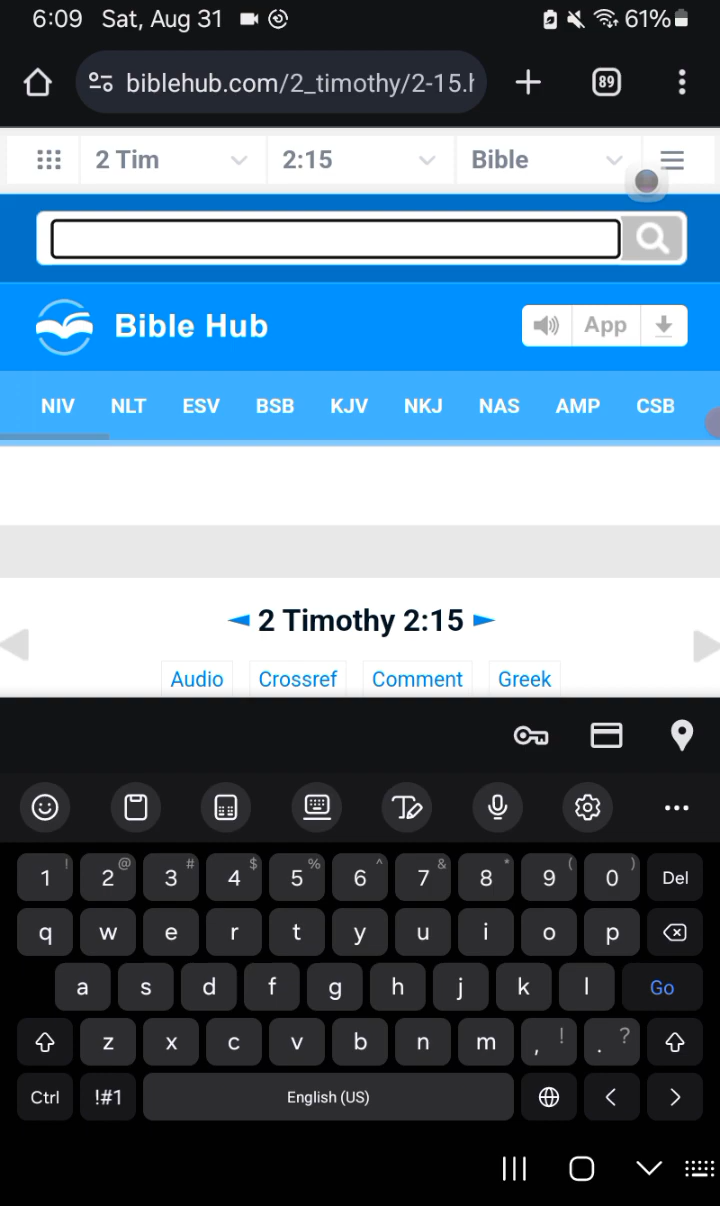 6:09 Sat, Aug 31 61%
biblehub.com/2_timothy/2-15.h 89
2 Tim 2:15 Bible
Bible Hub App
NIV NLT ESV BSB KJV NKJ NAS AMP CSB
2 Timothy 2:15
Audio Crossref Comment Greek
1 ! 2 @ 3 # 4 $ 5 % 6 ^ 7 & 8 * 9 ( 0 ) Del
q w e r t y u i o p
a s d f g h j k l Go
z x c v b n m , ! . ?
Ctrl !#1 English (US) < >